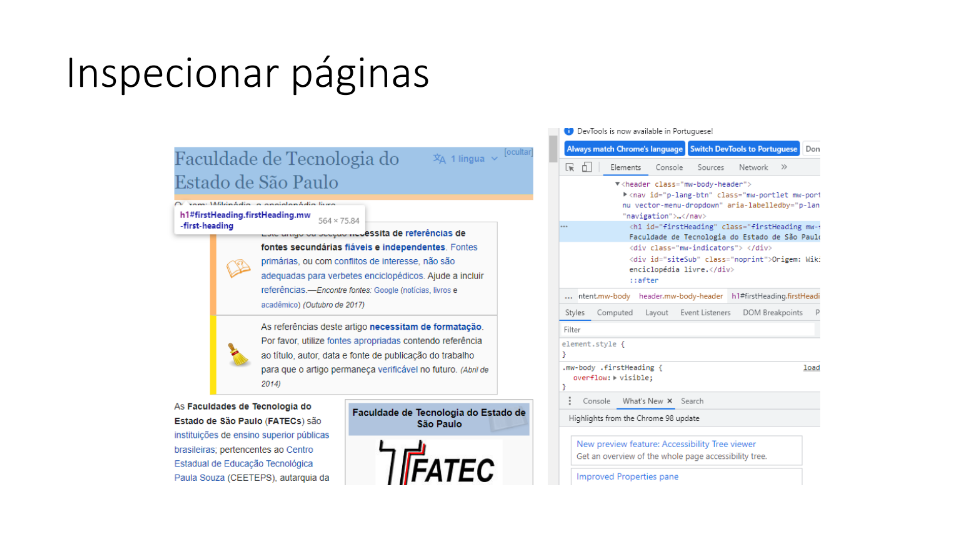 Inspecionar páginas
Faculdade de Tecnologia do
Estado de São Paulo
1 língua
[ocultar]
h1#firstHeading.firstHeading.mw
-first-heading
564 × 75.84
necessita de referências de
fontes secundárias fiáveis e independentes. Fontes
primárias, ou com conflitos de interesse, não são
adequadas para verbetes enciclopédicos. Ajude a incluir
referências.—Encontre fontes: Google (notícias, livros e
acadêmico) (Outubro de 2017)
As referências deste artigo necessitam de formatação.
Por favor, utilize fontes apropriadas contendo referência
ao título, autor, data e fonte de publicação do trabalho
para que o artigo permaneça verificável no futuro. (Abril de
2014)
As Faculdades de Tecnologia do
Estado de São Paulo (FATECs) são
instituições de ensino superior públicas
brasileiras, pertencentes ao Centro
Estadual de Educação Tecnológica
Paula Souza (CEETEPS), autarquia da
Faculdade de Tecnologia do Estado de
São Paulo
FATEC
DevTools is now available in Portuguese!
Always match Chrome's language
Switch DevTools to Portuguese
Don
Elements Console Sources Network »
▼<header class="mw-body-header">
▶<nav id="p-lang-btn" class="mw-portlet mw-port
nu vector-menu-dropdown" aria-labelledby="p-lan
"navigation">…</nav>
··· <h1 id="firstHeading" class="firstHeading mw-
Faculdade de Tecnologia do Estado de São Paul
<div class="mw-indicators"> </div>
<div id="siteSub" class="noprint">Origem: Wik
enciclopédia livre.</div>
::after
... ntent.mw-body header.mw-body-header h1#firstHeading.firstHeadi
Styles Computed Layout Event Listeners DOM Breakpoints P
Filter
element.style {
}
.mw-body .firstHeading { load
overflow: ▶ visible;
}
Console What's New × Search
Highlights from the Chrome 98 update
New preview feature: Accessibility Tree viewer
Get an overview of the whole page accessibility tree.
Improved Properties pane